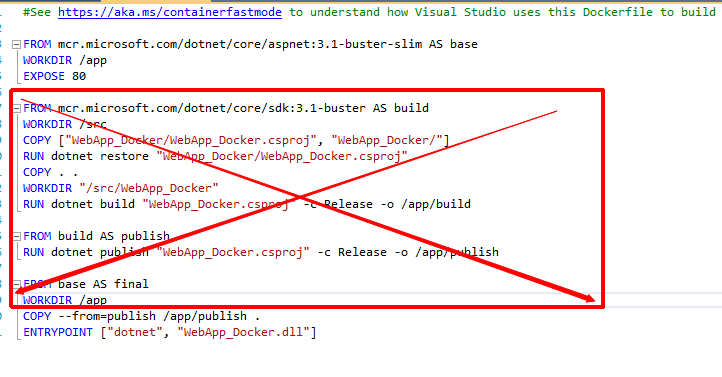 #See https://aka.ms/containerfastmode to understand how Visual Studio uses this Dockerfile to build
FROM mcr.microsoft.com/dotnet/core/aspnet:3.1-buster-slim AS base
WORKDIR /app
EXPOSE 80
FROM mcr.microsoft.com/dotnet/core/sdk:3.1-buster AS build
WORKDIR /src
COPY ["WebApp_Docker/WebApp_Docker.csproj", "WebApp_Docker/"]
RUN dotnet restore "WebApp_Docker/WebApp_Docker.csproj"
COPY . .
WORKDIR "/src/WebApp_Docker"
RUN dotnet build "WebApp_Docker.csproj" -c Release -o /app/build
FROM build AS publish
RUN dotnet publish "WebApp_Docker.csproj" -c Release -o /app/publish
FROM base AS final
WORKDIR /app
COPY --from=publish /app/publish .
ENTRYPOINT ["dotnet", "WebApp_Docker.dll"]